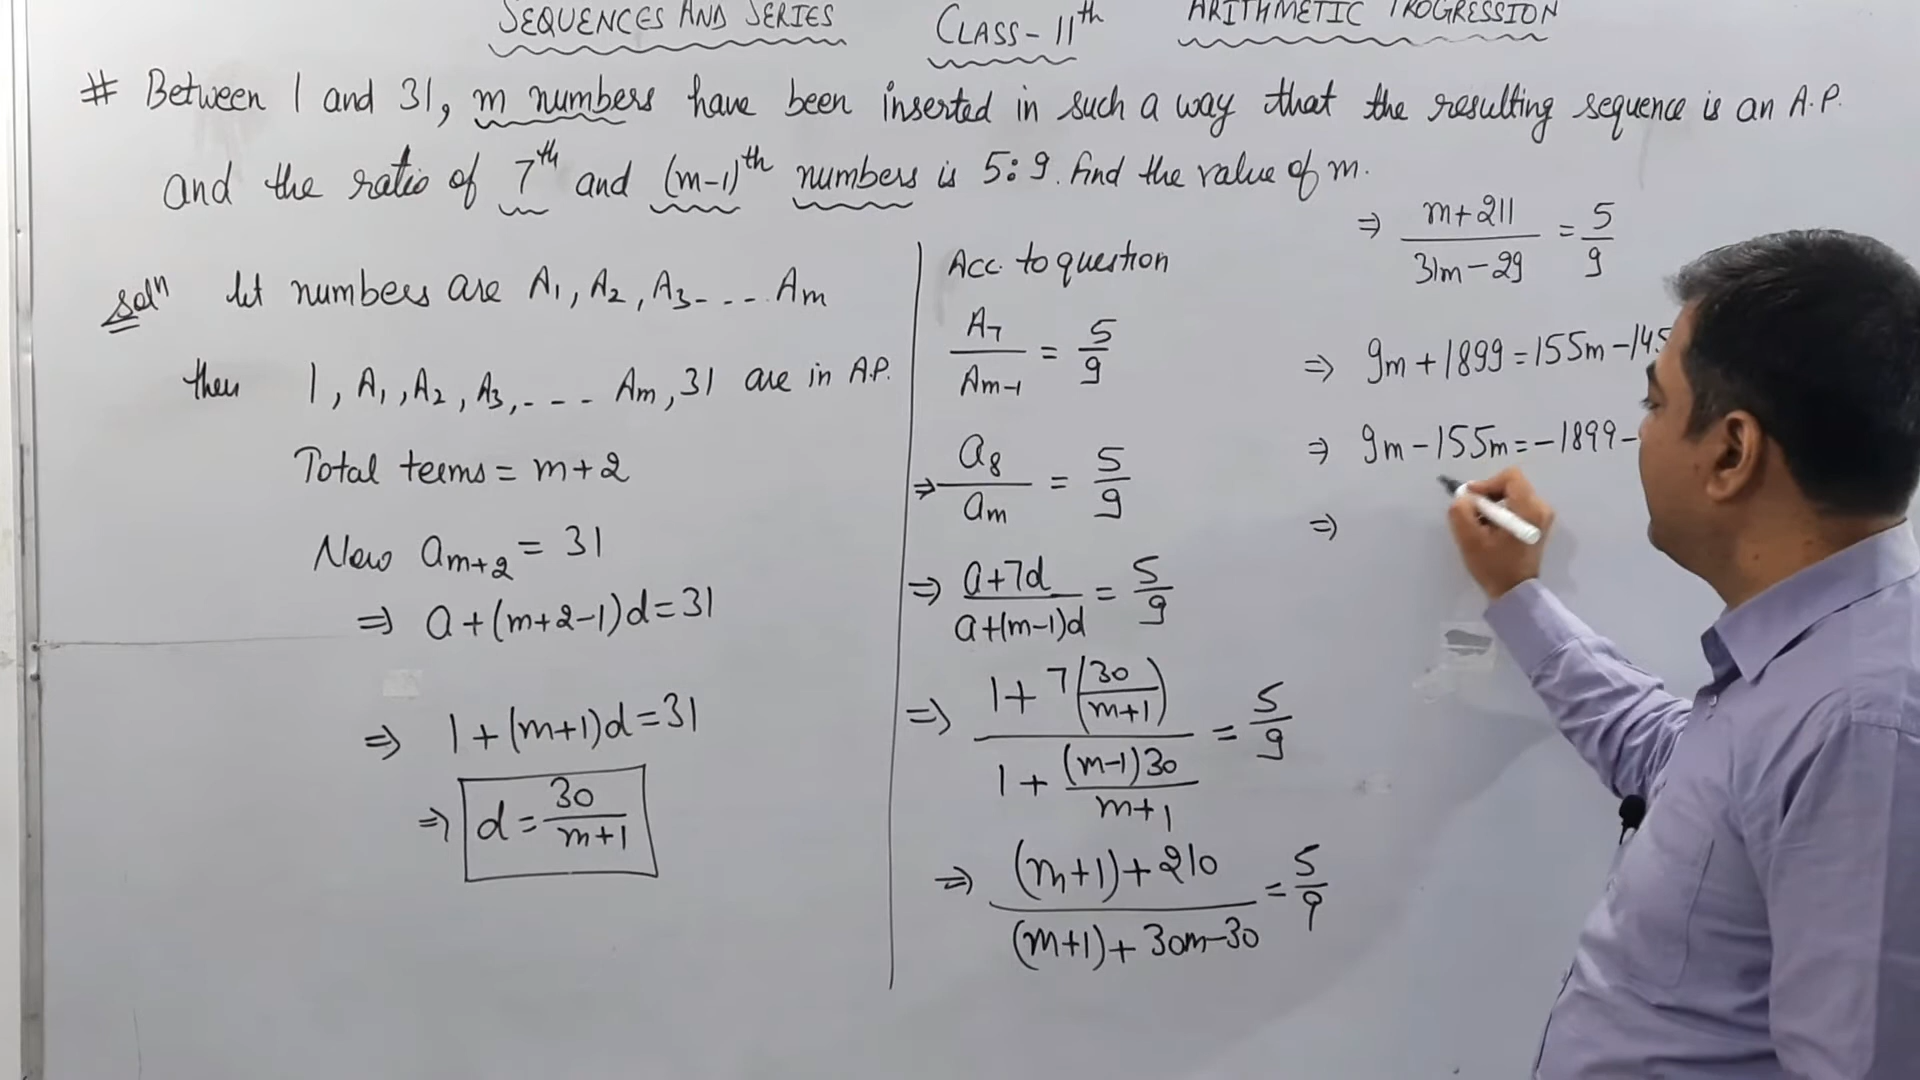 SEQUENCES AND SERIES CLASS-11th ARITHMETIC PROGRESSION
# Between 1 and 31, m numbers have been inserted in such a way that the resulting sequence is an A.P.
and the ratio of 7th and (m-1)th numbers is 5:9. find the value of m.
Solⁿ let numbers are A₁, A₂, A₃---- Am
then 1, A₁, A₂, A₃,---- Am, 31 are in A.P.
Total terms = m+2
Now aₘ₊₂ = 31
⇒ a+(m+2-1)d=31
⇒ 1+(m+1)d=31
⇒ d=30/(m+1)
Acc. to question
A₇/Aₘ₋₁ = 5/9
⇒ a₈/aₘ = 5/9
⇒ (a+7d)/(a+(m-1)d) = 5/9
⇒ (1+7(30/(m+1)))/(1+((m-1)30)/(m+1)) = 5/9
⇒ ((m+1)+210)/((m+1)+30m-30) = 5/9
⇒ (m+211)/(31m-29) = 5/9
⇒ 9m+1899=155m-145
⇒ 9m-155m=-1899-
⇒